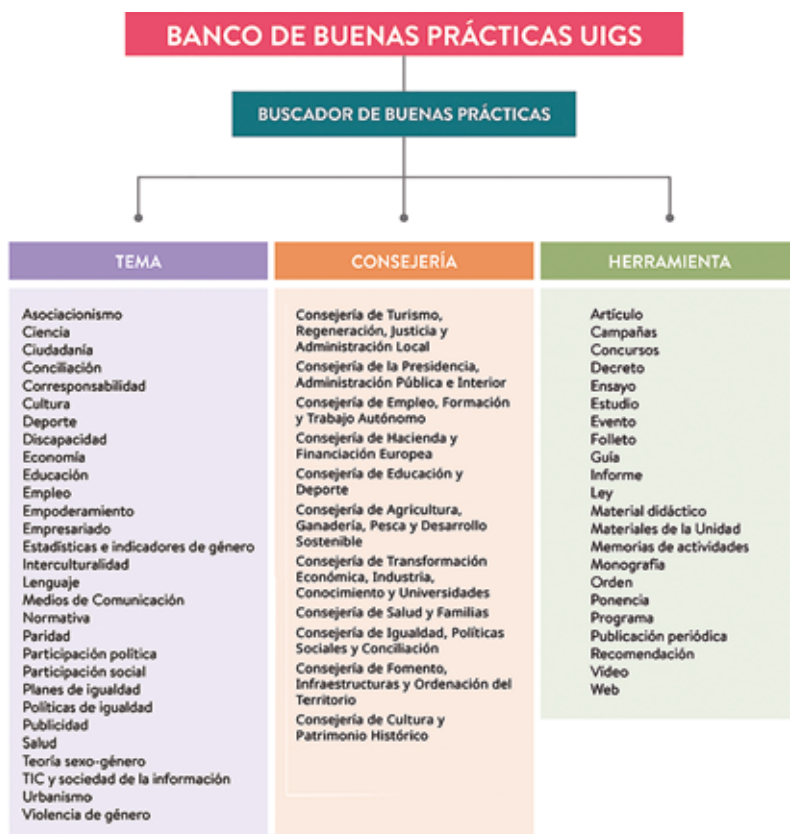 BANCO DE BUENAS PRÁCTICAS UIGS
BUSCADOR DE BUENAS PRÁCTICAS
TEMA
Asociacionismo
Ciencia
Ciudadanía
Conciliación
Corresponsabilidad
Cultura
Deporte
Discapacidad
Economía
Educación
Empleo
Empoderamiento
Empresariado
Estadísticas e indicadores de género
Interculturalidad
Lenguaje
Medios de Comunicación
Normativa
Paridad
Participación política
Participación social
Planes de igualdad
Políticas de igualdad
Publicidad
Salud
Teoría sexo-género
TIC y sociedad de la información
Urbanismo
Violencia de género
CONSEJERÍA
Consejería de Turismo,
Regeneración, Justicia y
Administración Local
Consejería de la Presidencia,
Administración Pública e Interior
Consejería de Empleo, Formación
y Trabajo Autónomo
Consejería de Hacienda y
Financiación Europea
Consejería de Educación y
Deporte
Consejería de Agricultura,
Ganadería, Pesca y Desarrollo
Sostenible
Consejería de Transformación
Económica, Industria,
Conocimiento y Universidades
Consejería de Salud y Familias
Consejería de Igualdad, Políticas
Sociales y Conciliación
Consejería de Fomento,
Infraestructuras y Ordenación del
Territorio
Consejería de Cultura y
Patrimonio Histórico
HERRAMIENTA
Artículo
Campañas
Concursos
Decreto
Ensayo
Estudio
Evento
Folleto
Guía
Informe
Ley
Material didáctico
Materiales de la Unidad
Memorias de actividades
Monografía
Orden
Ponencia
Programa
Publicación periódica
Recomendación
Vídeo
Web